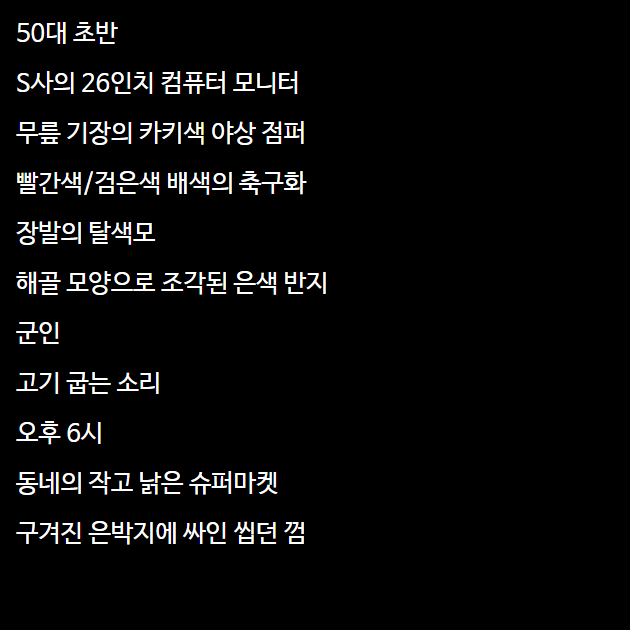 50대 초반
S사의 26인치 컴퓨터 모니터
무릎 기장의 카키색 야상 점퍼
빨간색/검은색 배색의 축구화
장발의 탈색모
해골 모양으로 조각된 은색 반지
군인
고기 굽는 소리
오후 6시
동네의 작고 낡은 슈퍼마켓
구겨진 은박지에 싸인 씹던 껌